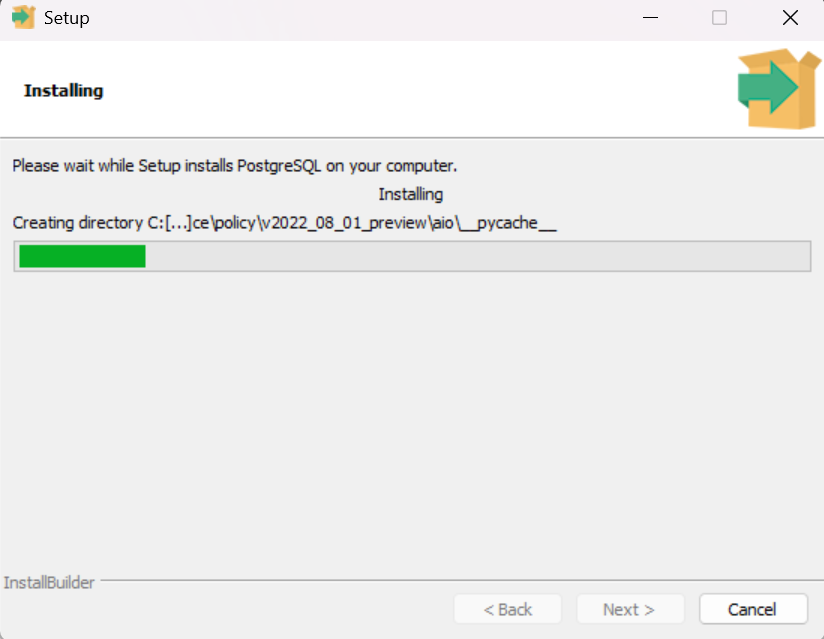 Setup
Installing
Please wait while Setup installs PostgreSQL on your computer.
Installing
Creating directory C:[...]ce\policy\v2022_08_01_preview\aio\__pycache__
InstallBuilder
< Back
Next >
Cancel